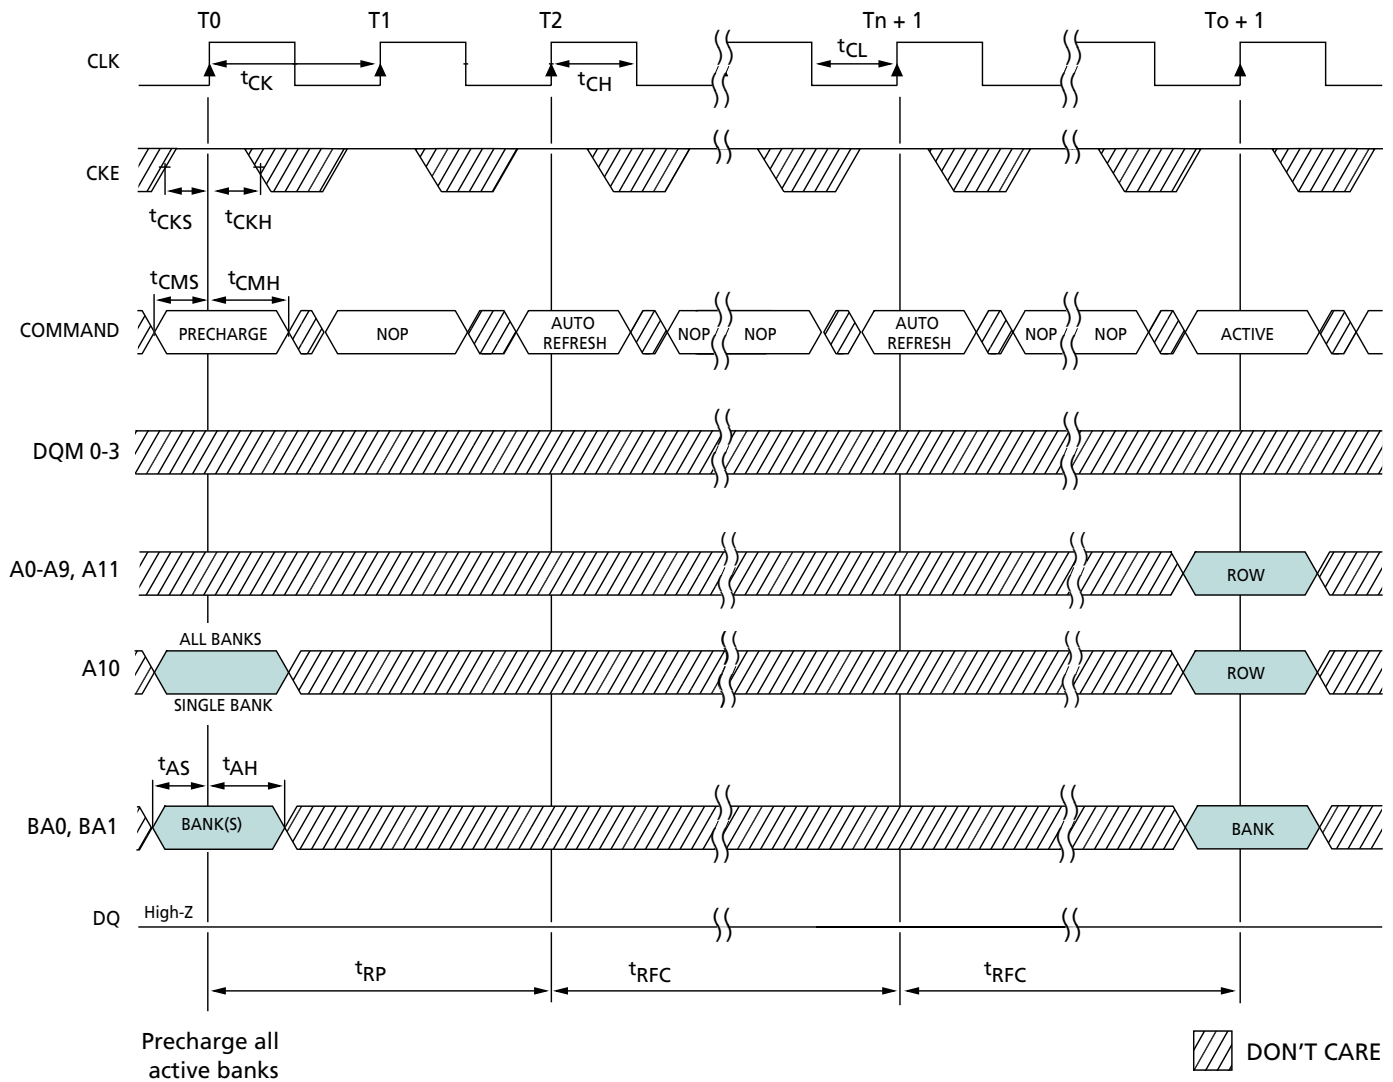 T0 T1 T2 Tn + 1 To + 1
CLK
tCK
tCH
tCL
CKE
tCKS
tCKH
tCMS
tCMH
COMMAND
PRECHARGE
NOP
AUTO
REFRESH
NOP
NOP
AUTO
REFRESH
NOP
NOP
ACTIVE
DQM 0-3
A0-A9, A11
ROW
ALL BANKS
A10
ROW
SINGLE BANK
tAS
tAH
BA0, BA1
BANK(S)
BANK
DQ
High-Z
tRP
tRFC
tRFC
Precharge all
active banks
DON'T CARE